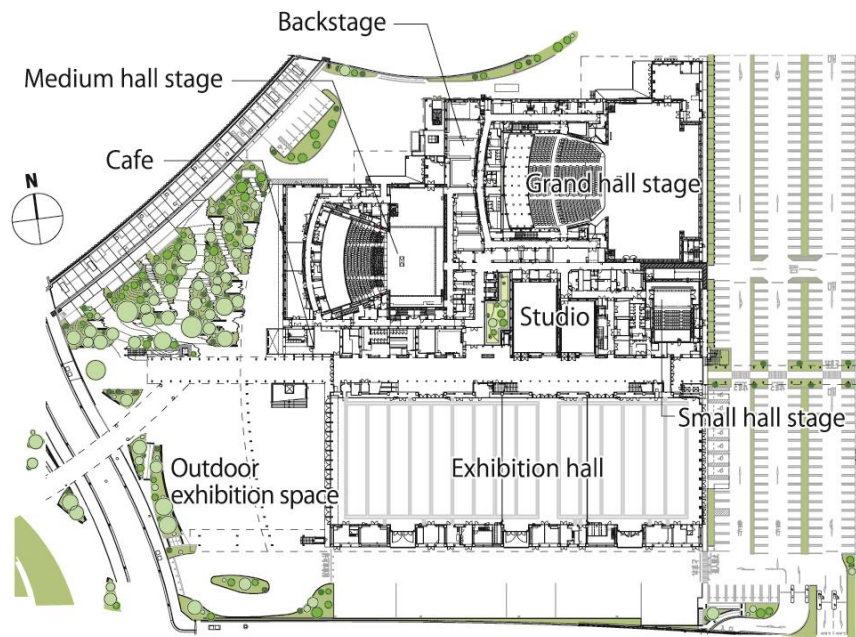 Backstage
Medium hall stage
Cafe
N
Grand hall stage
Studio
Small hall stage
Outdoor
exhibition space
Exhibition hall